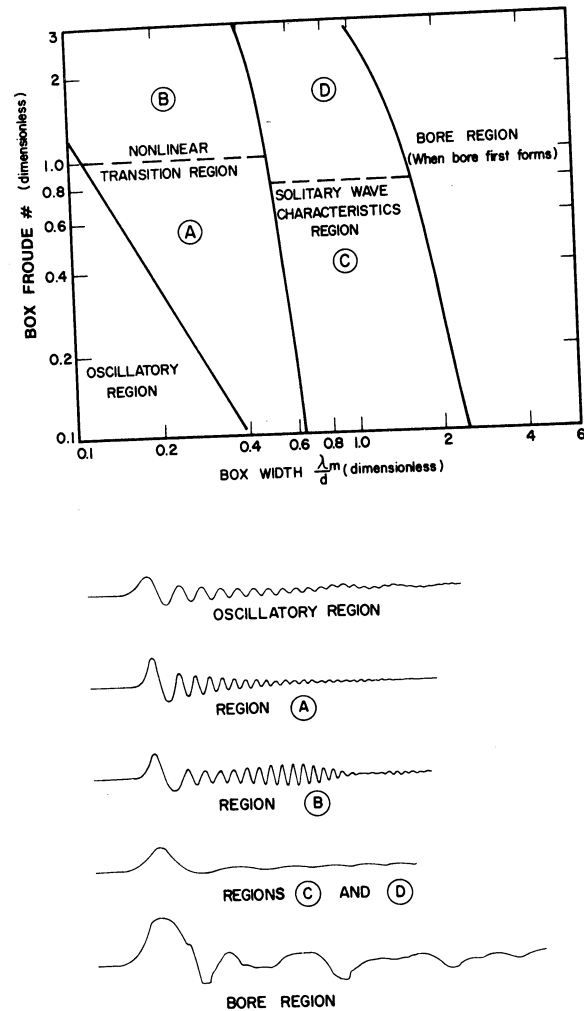 3
2
1.0
0.8
0.6
0.4
0.2
0.1
BOX FROUDE # (dimensionless)
B
D
NONLINEAR
TRANSITION REGION
BORE REGION
(When bore first forms)
SOLITARY WAVE
CHARACTERISTICS
REGION
A
C
OSCILLATORY
REGION
0.1 0.2 0.4 0.6 0.8 1.0 2 4 6
BOX WIDTH λ/d m (dimensionless)
OSCILLATORY REGION
REGION A
REGION B
REGIONS C AND D
BORE REGION